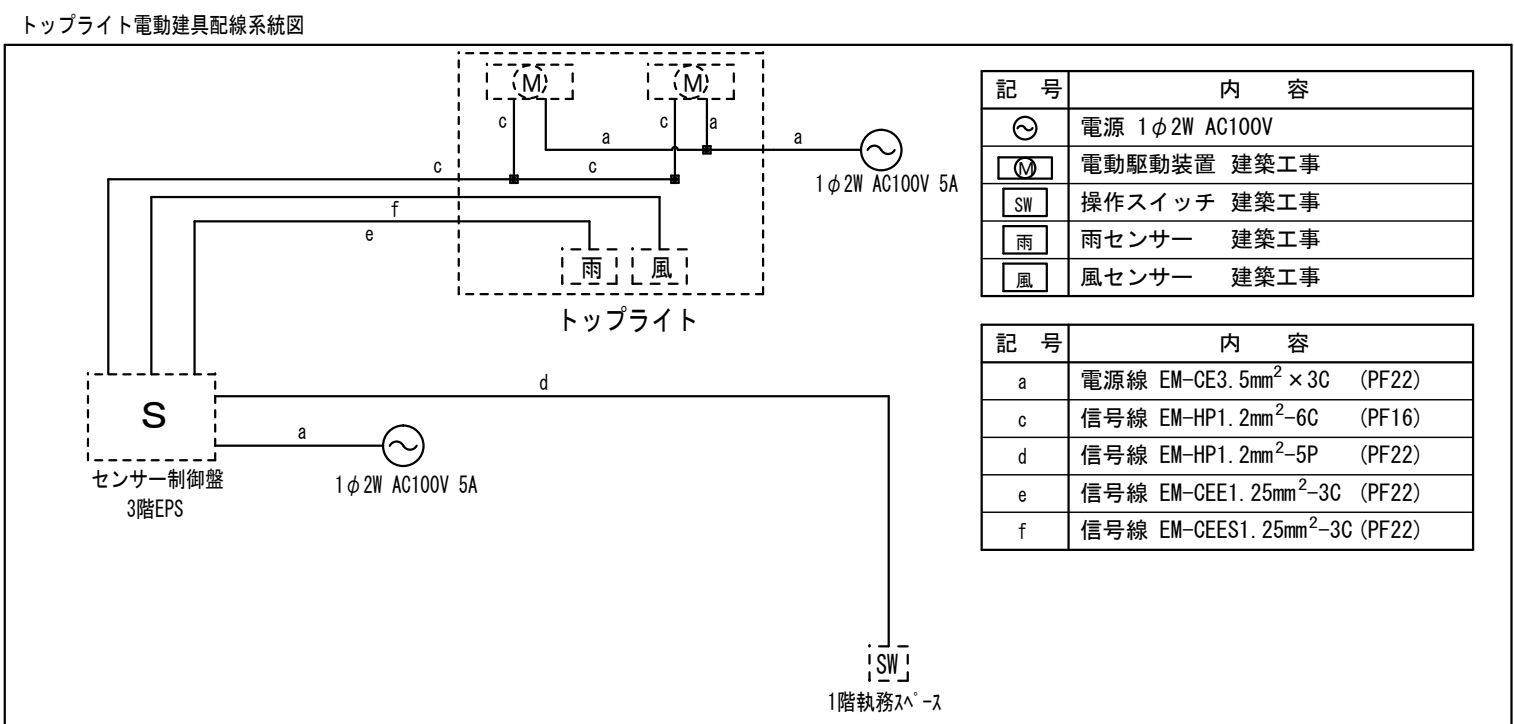 トップライト電動建具配線系統図
M
M
c
a
c
a
a
c
c
1φ2W AC100V 5A
f
e
雨
風
トップライト
d
S
a
センサー制御盤
3階EPS
1φ2W AC100V 5A
SW
1階執務スペース
記 号 内 容
電源 1φ2W AC100V
M 電動駆動装置 建築工事
SW 操作スイッチ 建築工事
雨 雨センサー 建築工事
風 風センサー 建築工事
記 号 内 容
a 電源線 EM-CE3.5mm²×3C (PF22)
c 信号線 EM-HP1.2mm²-6C (PF16)
d 信号線 EM-HP1.2mm²-5P (PF22)
e 信号線 EM-CEE1.25mm²-3C (PF22)
f 信号線 EM-CEES1.25mm²-3C (PF22)